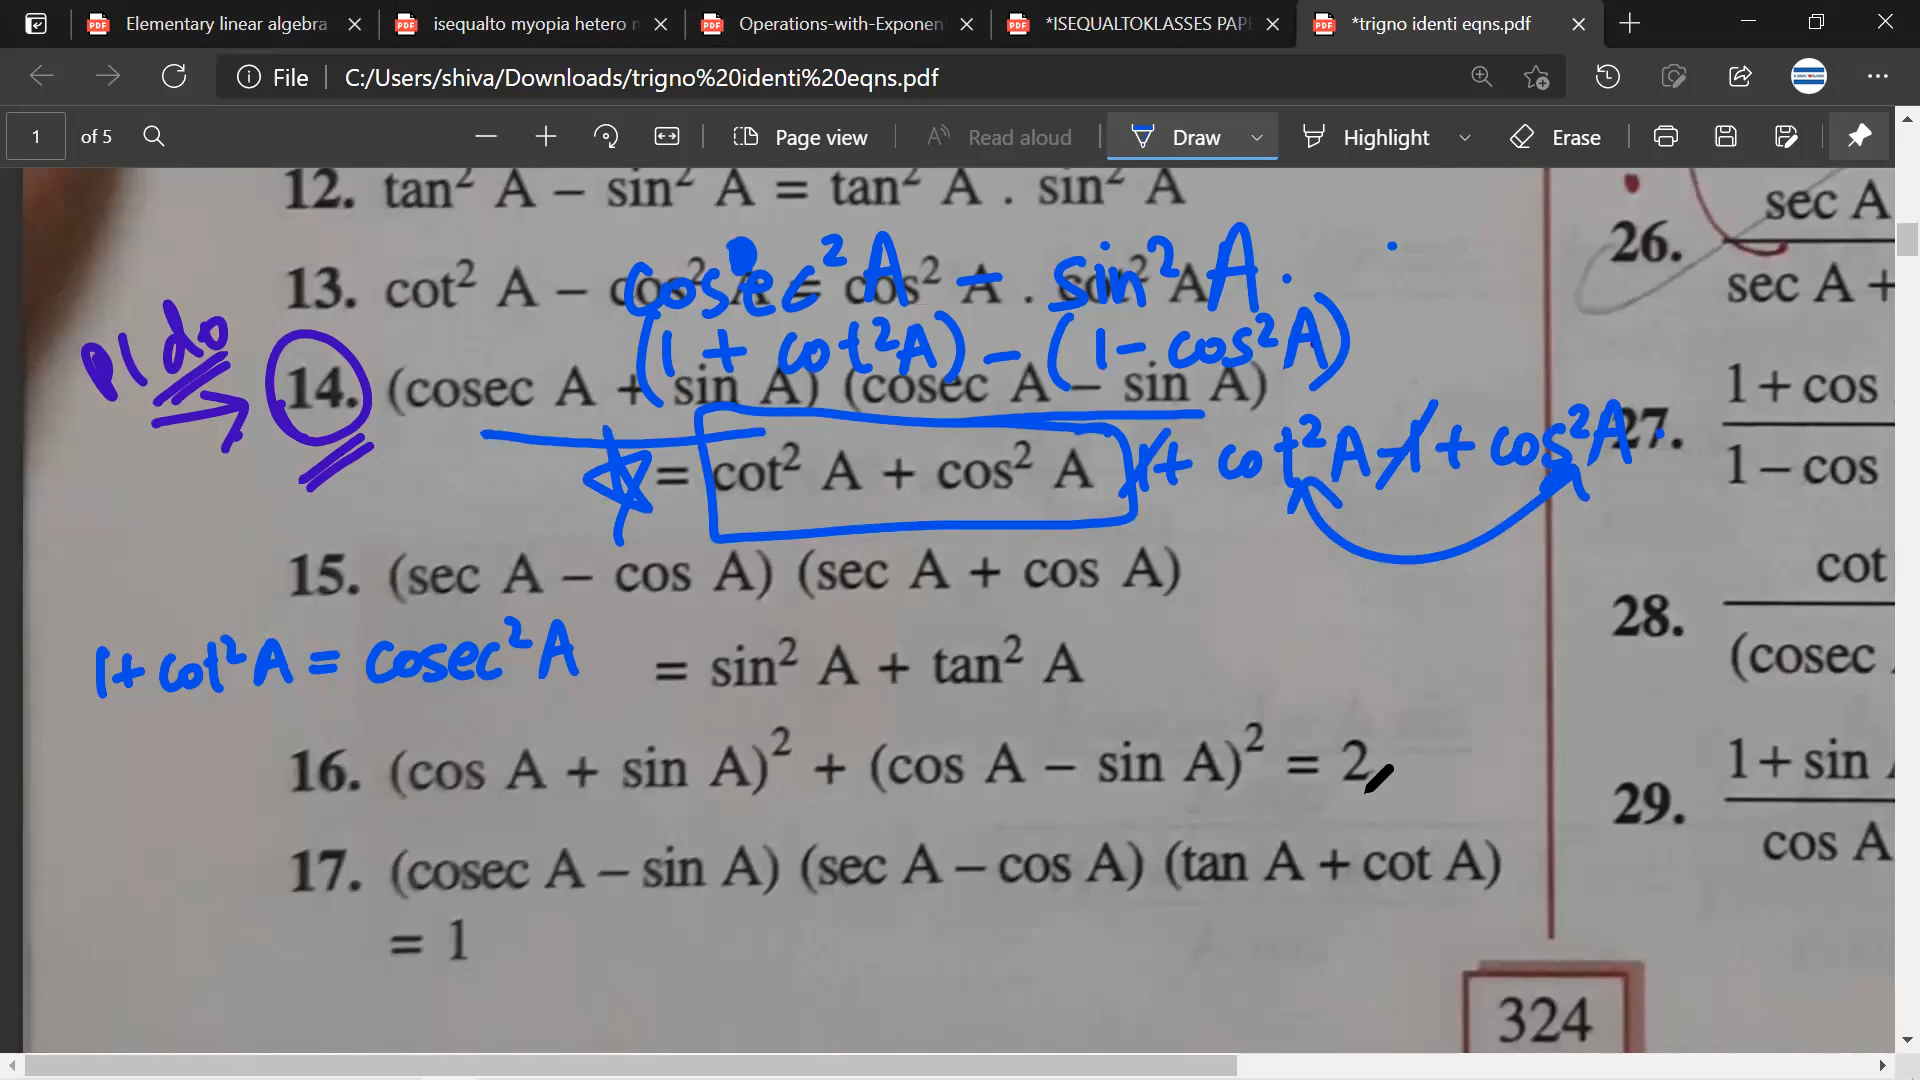 Elementary linear algebra
isequalto myopia hetero
Operations-with-Exponen
*ISEQUALTOKLASSES PAP
*trigno identi eqns.pdf
File
C:/Users/shiva/Downloads/trigno%20identi%20eqns.pdf
1 of 5
Page view
Read aloud
Draw
Highlight
Erase
12. tan² A – sin² A = tan² A . sin² A
13. cot² A – cos² A = cos² A . cot² A
cosec²A – sin²A.
(1 + cot²A) – (1 - cos²A)
Pl do
14. (cosec A + sin A) (cosec A – sin A)
= cot² A + cos² A
1 + cot²A - 1 + cos²A.
15. (sec A – cos A) (sec A + cos A)
= sin² A + tan² A
1 + cot²A = cosec²A
16. (cos A + sin A)² + (cos A – sin A)² = 2
17. (cosec A – sin A) (sec A – cos A) (tan A + cot A)
= 1
sec A
26.
sec A +
1 + cos
27.
1 – cos
cot
28.
(cosec
1 + sin
29.
cos A
324